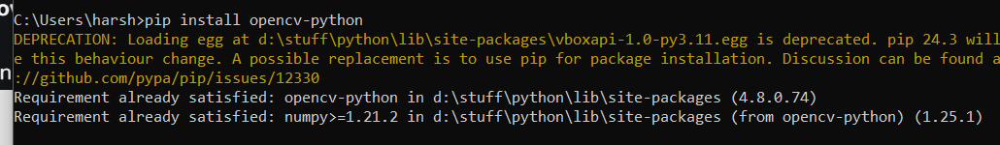 C:\Users\harsh>pip install opencv-python
DEPRECATION: Loading egg at d:\stuff\python\lib\site-packages\vboxapi-1.0-py3.11.egg is deprecated. pip 24.3 will
e this behaviour change. A possible replacement is to use pip for package installation. Discussion can be found a
://github.com/pypa/pip/issues/12330
Requirement already satisfied: opencv-python in d:\stuff\python\lib\site-packages (4.8.0.74)
Requirement already satisfied: numpy>=1.21.2 in d:\stuff\python\lib\site-packages (from opencv-python) (1.25.1)